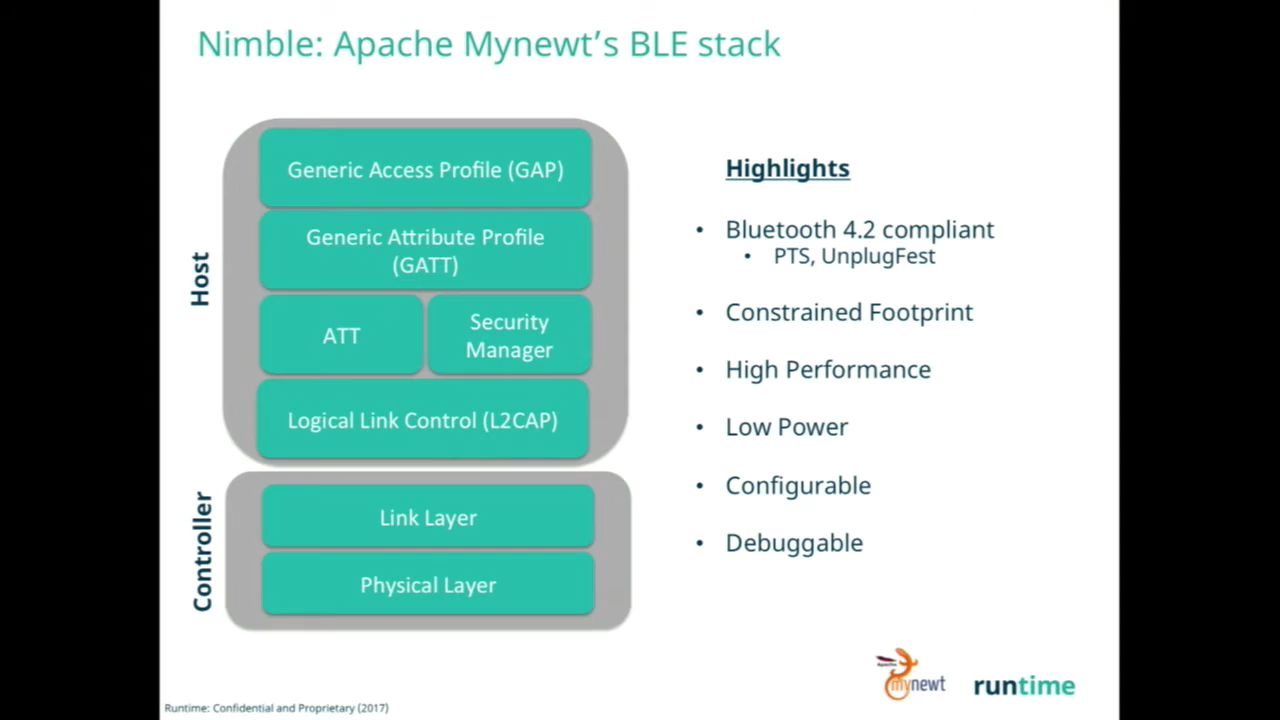 Nimble: Apache Mynewt's BLE stack
Host
Generic Access Profile (GAP)
Generic Attribute Profile
(GATT)
ATT
Security
Manager
Logical Link Control (L2CAP)
Controller
Link Layer
Physical Layer
Highlights
• Bluetooth 4.2 compliant
• PTS, UnplugFest
• Constrained Footprint
• High Performance
• Low Power
• Configurable
• Debuggable
Apache
mynewt
runtime
Runtime: Confidential and Proprietary (2017)